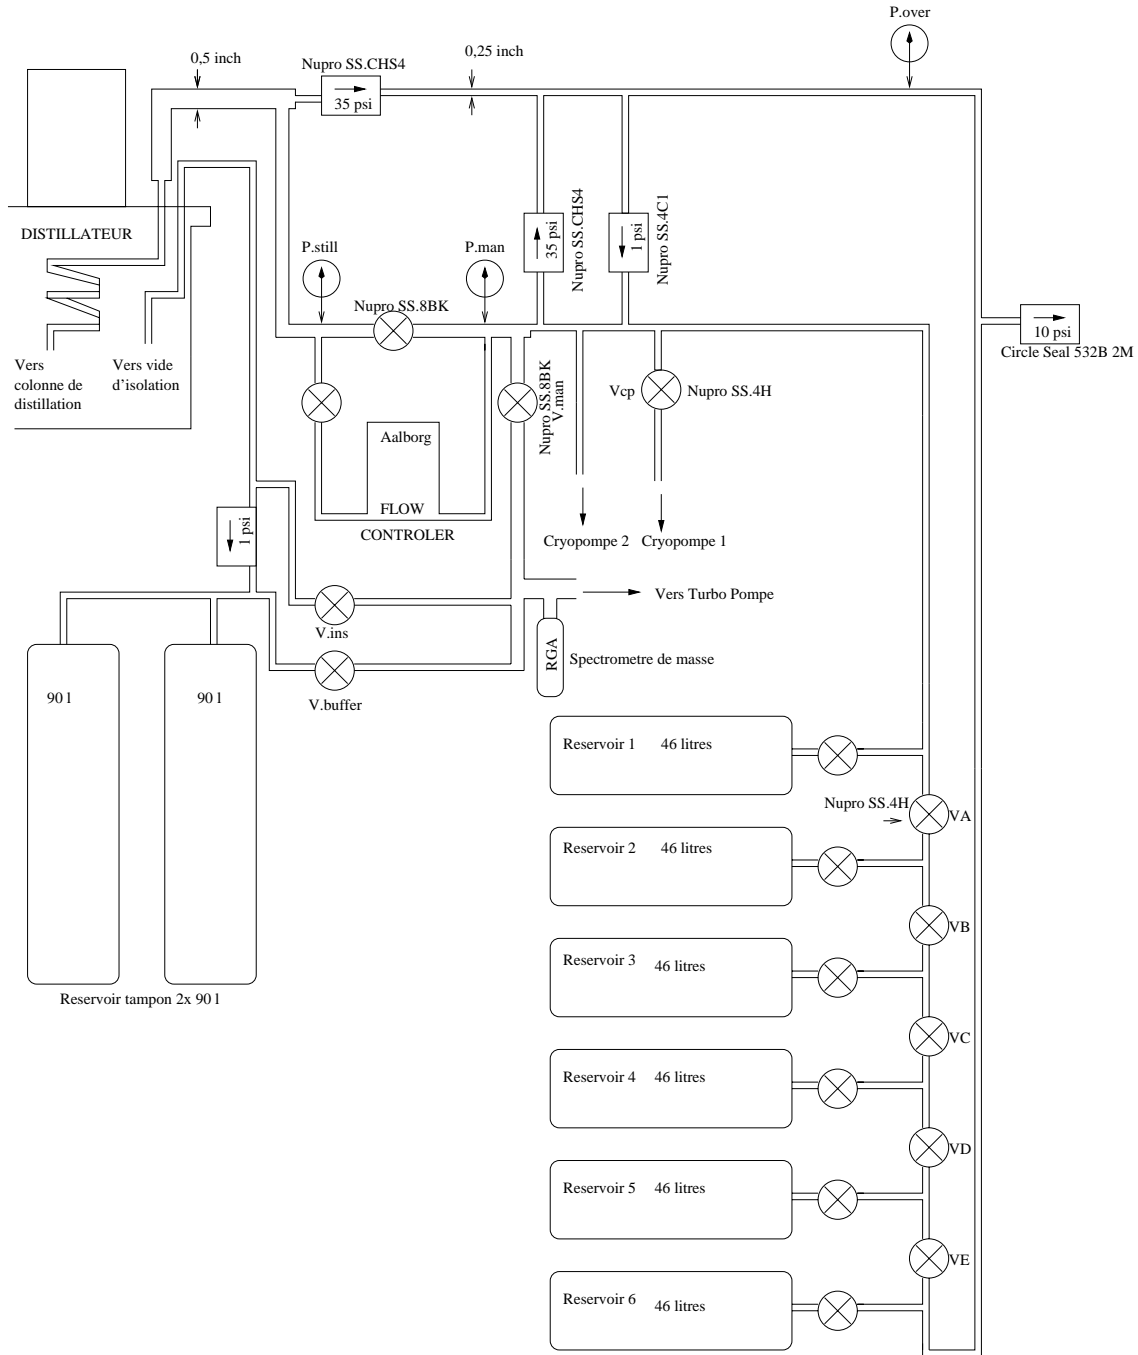 P.over
0,5 inch
Nupro SS.CHS4
0,25 inch
35 psi
DISTILLATEUR
P.still
P.man
35 psi
Nupro SS.CHS4
1 psi
Nupro SS.4C1
Nupro SS.8BK
10 psi
Circle Seal 532B 2M
Vers
colonne de
distillation
Vers vide
d'isolation
Nupro SS.8BK
V.man
Vcp
Nupro SS.4H
Aalborg
FLOW
CONTROLER
1 psi
Cryopompe 2
Cryopompe 1
Vers Turbo Pompe
V.ins
RGA
Spectrometre de masse
V.buffer
90 l
90 l
Reservoir tampon 2x 90 l
Reservoir 1 46 litres
Nupro SS.4H
VA
Reservoir 2 46 litres
VB
Reservoir 3 46 litres
VC
Reservoir 4 46 litres
VD
Reservoir 5 46 litres
VE
Reservoir 6 46 litres